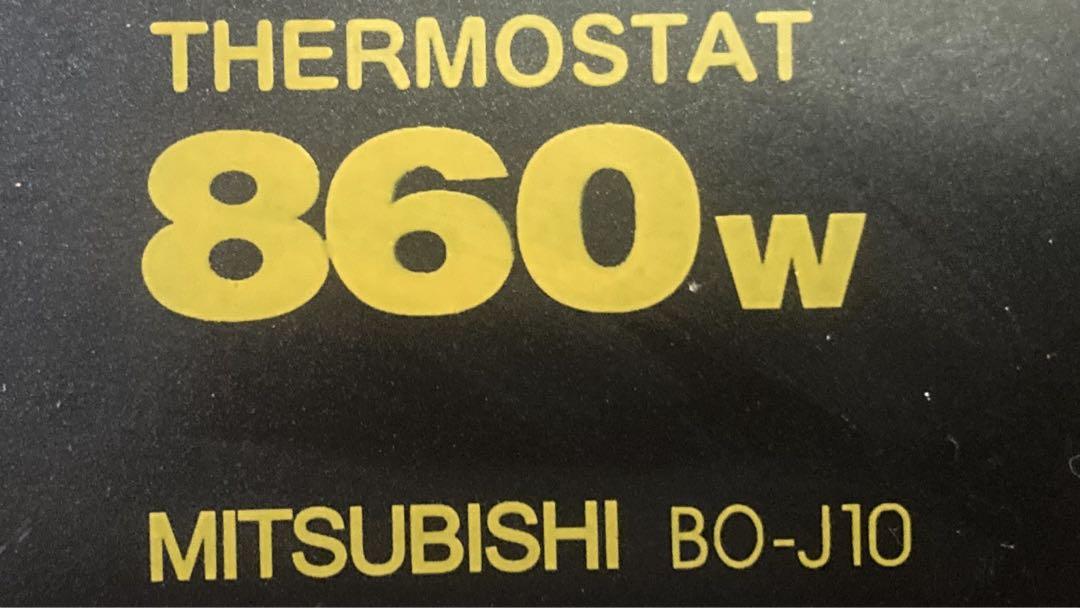 THERMOSTAT
860W
MITSUBISHI BO-J10